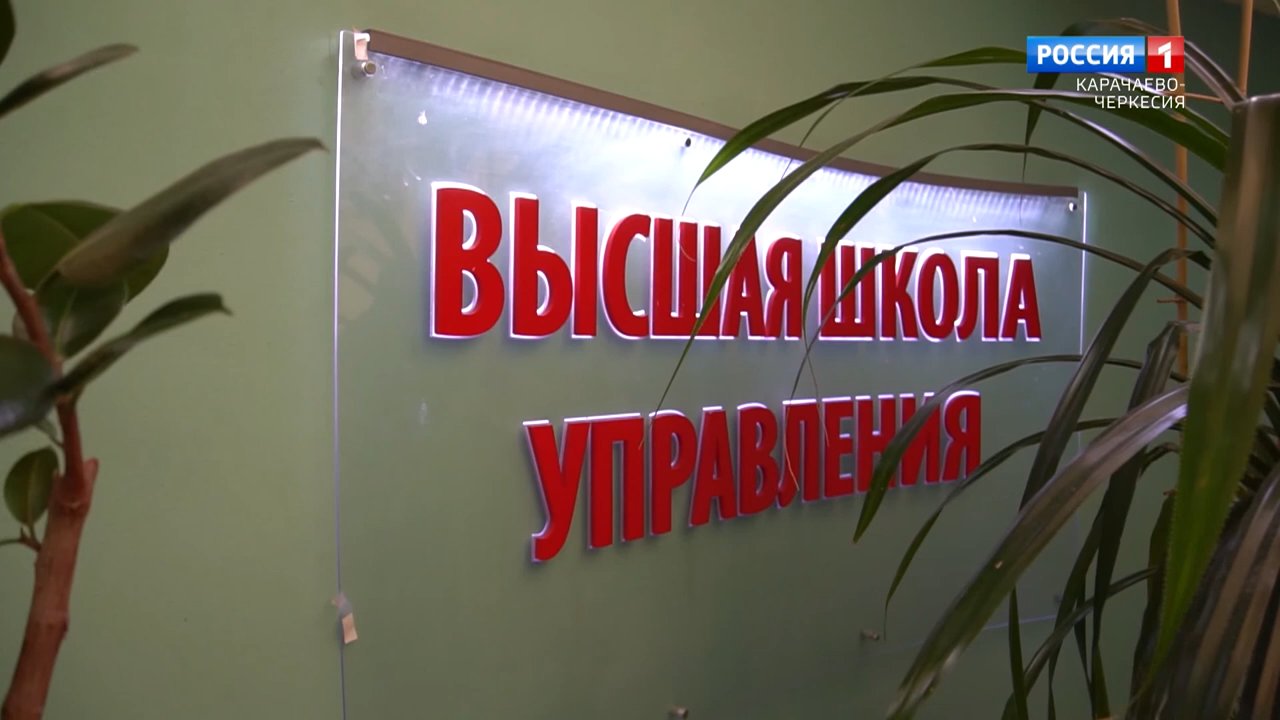 РОССИЯ 1
КАРАЧАЕВО-
ЧЕРКЕСИЯ
ВЫСШАЯ ШКОЛА
УПРАВЛЕНИЯ